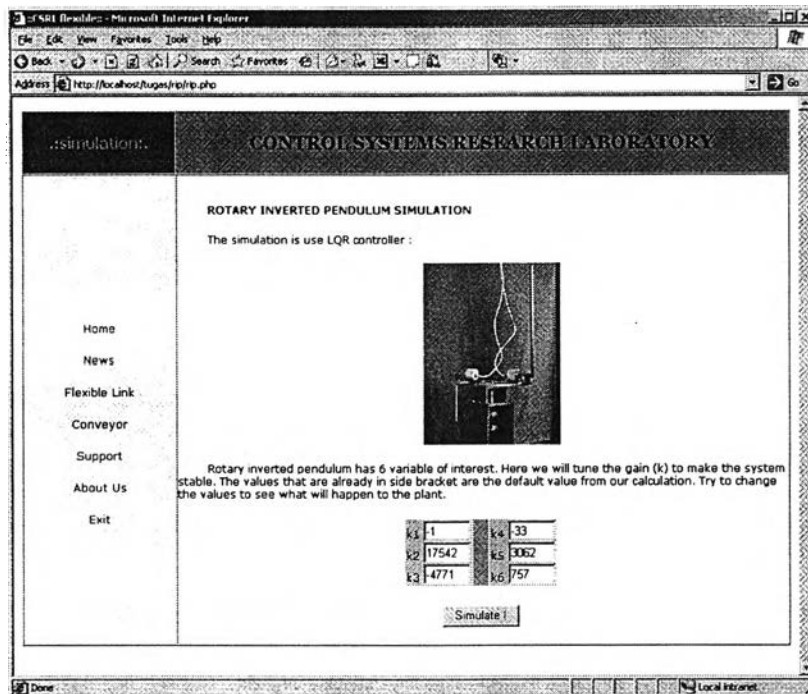 ::CSRL flexible:: - Microsoft Internet Explorer
File Edit View Favorites Tools Help
Back Search Favorites
Address http://localhost/tugas/rip/rip.php Go
.:simulation:.
CONTROL SYSTEMS RESEARCH LABORATORY
ROTARY INVERTED PENDULUM SIMULATION
The simulation is use LQR controller :
Home
News
Flexible Link
Conveyor
Support
About Us
Exit
Rotary inverted pendulum has 6 variable of interest. Here we will tune the gain (k) to make the system
stable. The values that are already in side bracket are the default value from our calculation. Try to change
the values to see what will happen to the plant.
k1 -1 k4 -33
k2 17542 k5 3062
k3 -4771 k6 757
Simulate !
Done Local intranet